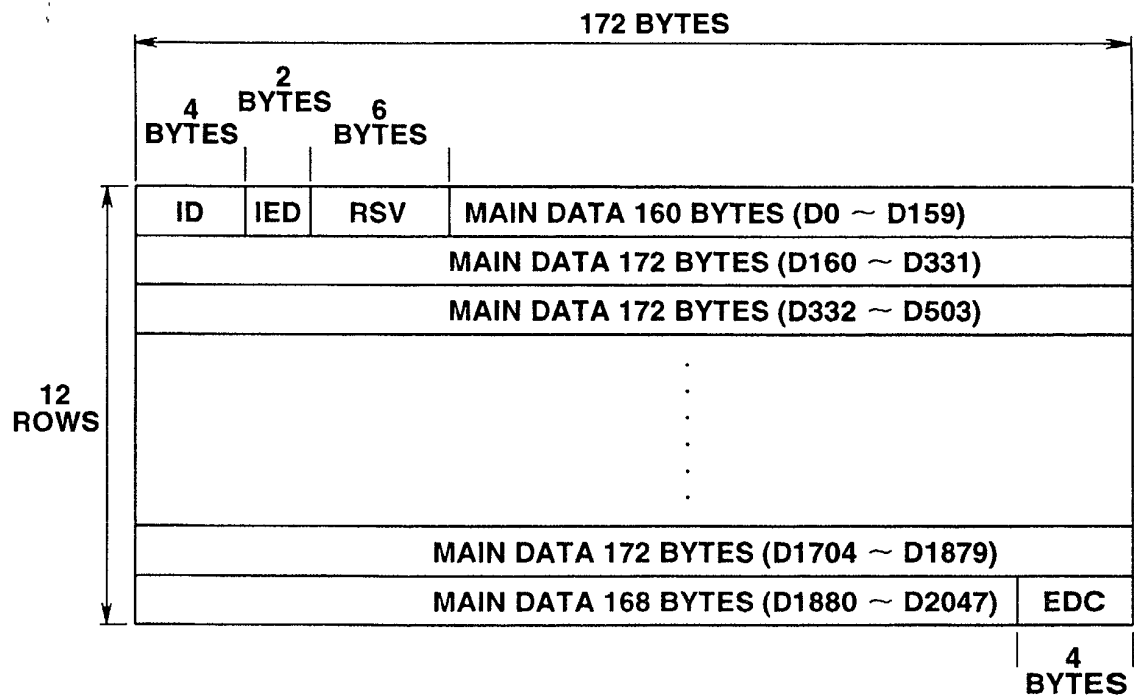 172 BYTES
2
BYTES
4
BYTES
6
BYTES
ID IED RSV MAIN DATA 160 BYTES (D0 ~ D159)
MAIN DATA 172 BYTES (D160 ~ D331)
MAIN DATA 172 BYTES (D332 ~ D503)
12
ROWS
MAIN DATA 172 BYTES (D1704 ~ D1879)
MAIN DATA 168 BYTES (D1880 ~ D2047) EDC
4
BYTES